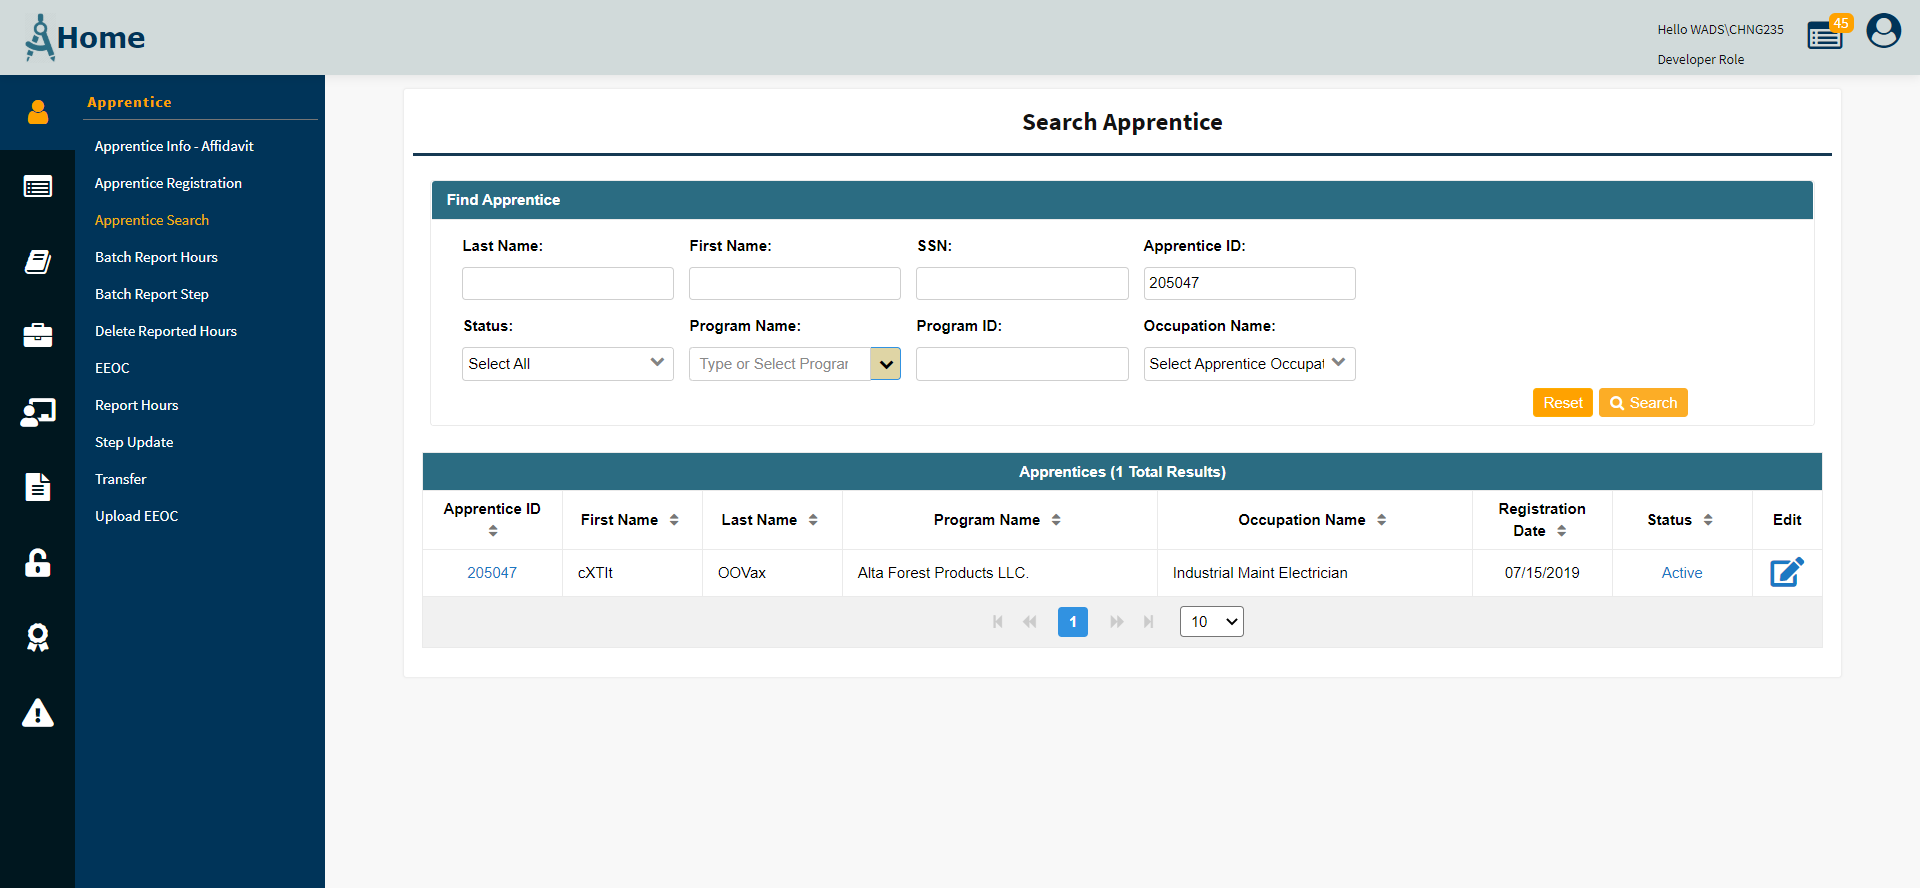 Home
Hello WADS\CHNG235
Developer Role
45
Apprentice
Apprentice Info - Affidavit
Apprentice Registration
Apprentice Search
Batch Report Hours
Batch Report Step
Delete Reported Hours
EEOC
Report Hours
Step Update
Transfer
Upload EEOC
Search Apprentice
Find Apprentice
Last Name: First Name: SSN: Apprentice ID:
205047
Status: Program Name: Program ID: Occupation Name:
Select All Type or Select Prograr Select Apprentice Occupat
Reset Search
Apprentices (1 Total Results)
Apprentice ID First Name Last Name Program Name Occupation Name Registration Date Status Edit
205047 cXTlt OOVax Alta Forest Products LLC. Industrial Maint Electrician 07/15/2019 Active
1 10